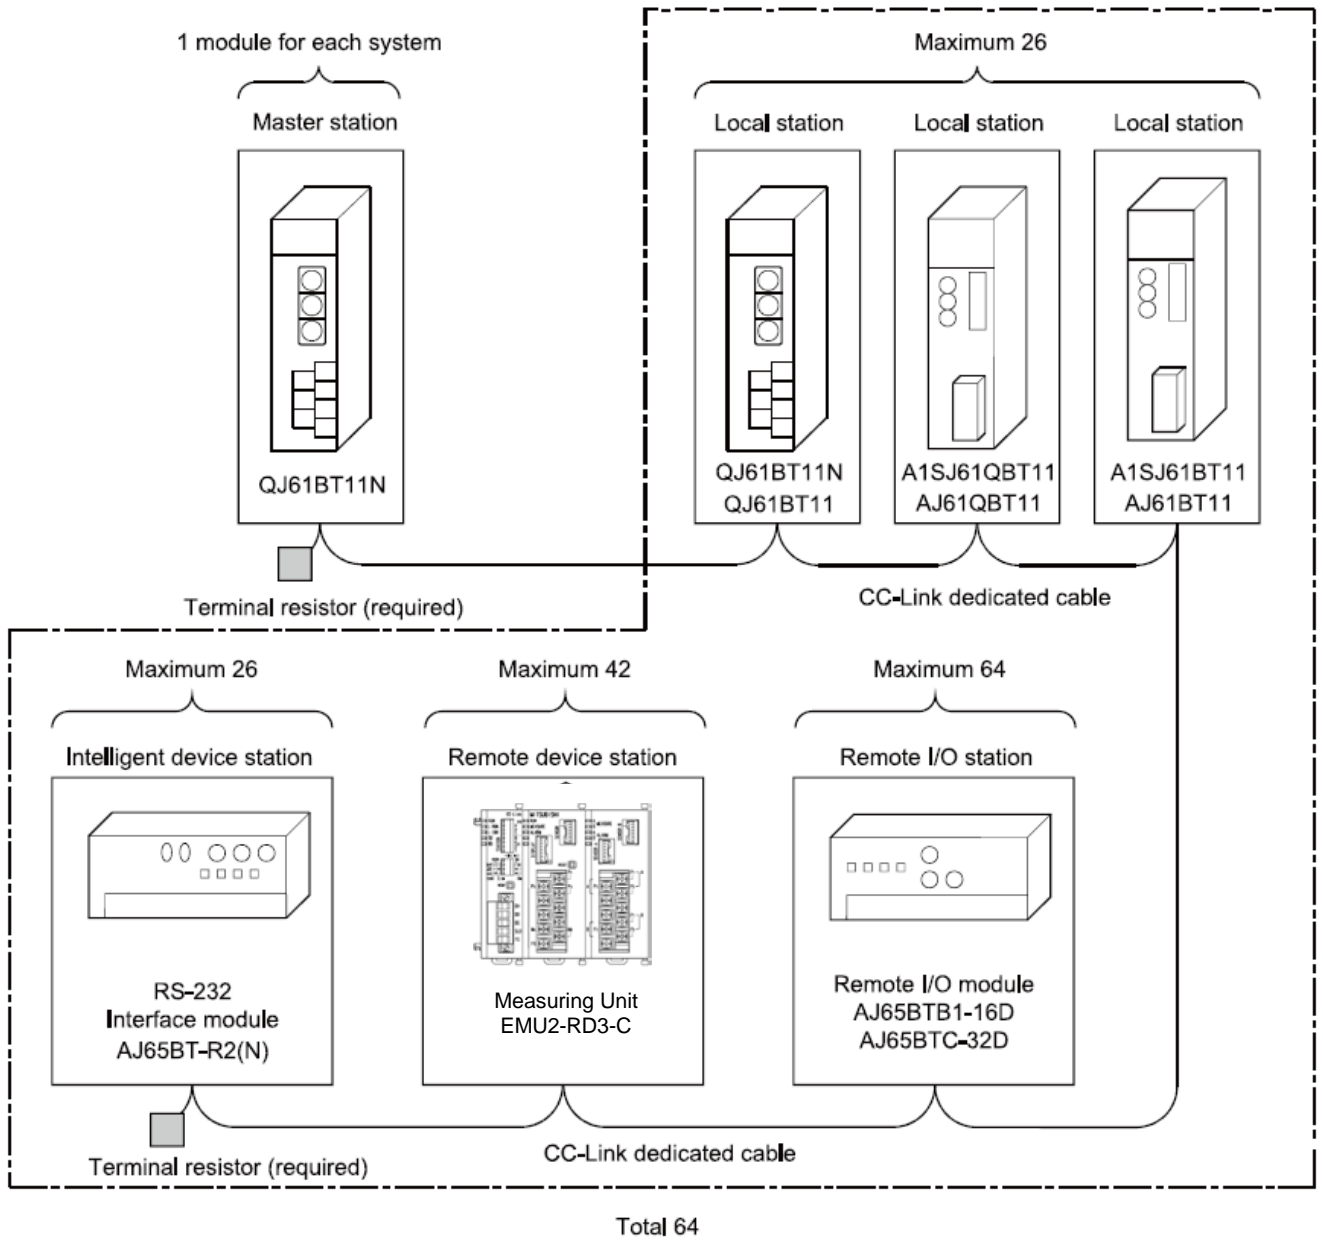 1 module for each system
Maximum 26
Master station
Local station
Local station
Local station
QJ61BT11N
QJ61BT11N
QJ61BT11
A1SJ61QBT11
AJ61QBT11
A1SJ61BT11
AJ61BT11
Terminal resistor (required)
CC-Link dedicated cable
Maximum 26
Maximum 42
Maximum 64
Intelligent device station
Remote device station
Remote I/O station
RS-232
Interface module
AJ65BT-R2(N)
Measuring Unit
EMU2-RD3-C
Remote I/O module
AJ65BTB1-16D
AJ65BTC-32D
Terminal resistor (required)
CC-Link dedicated cable
Total 64